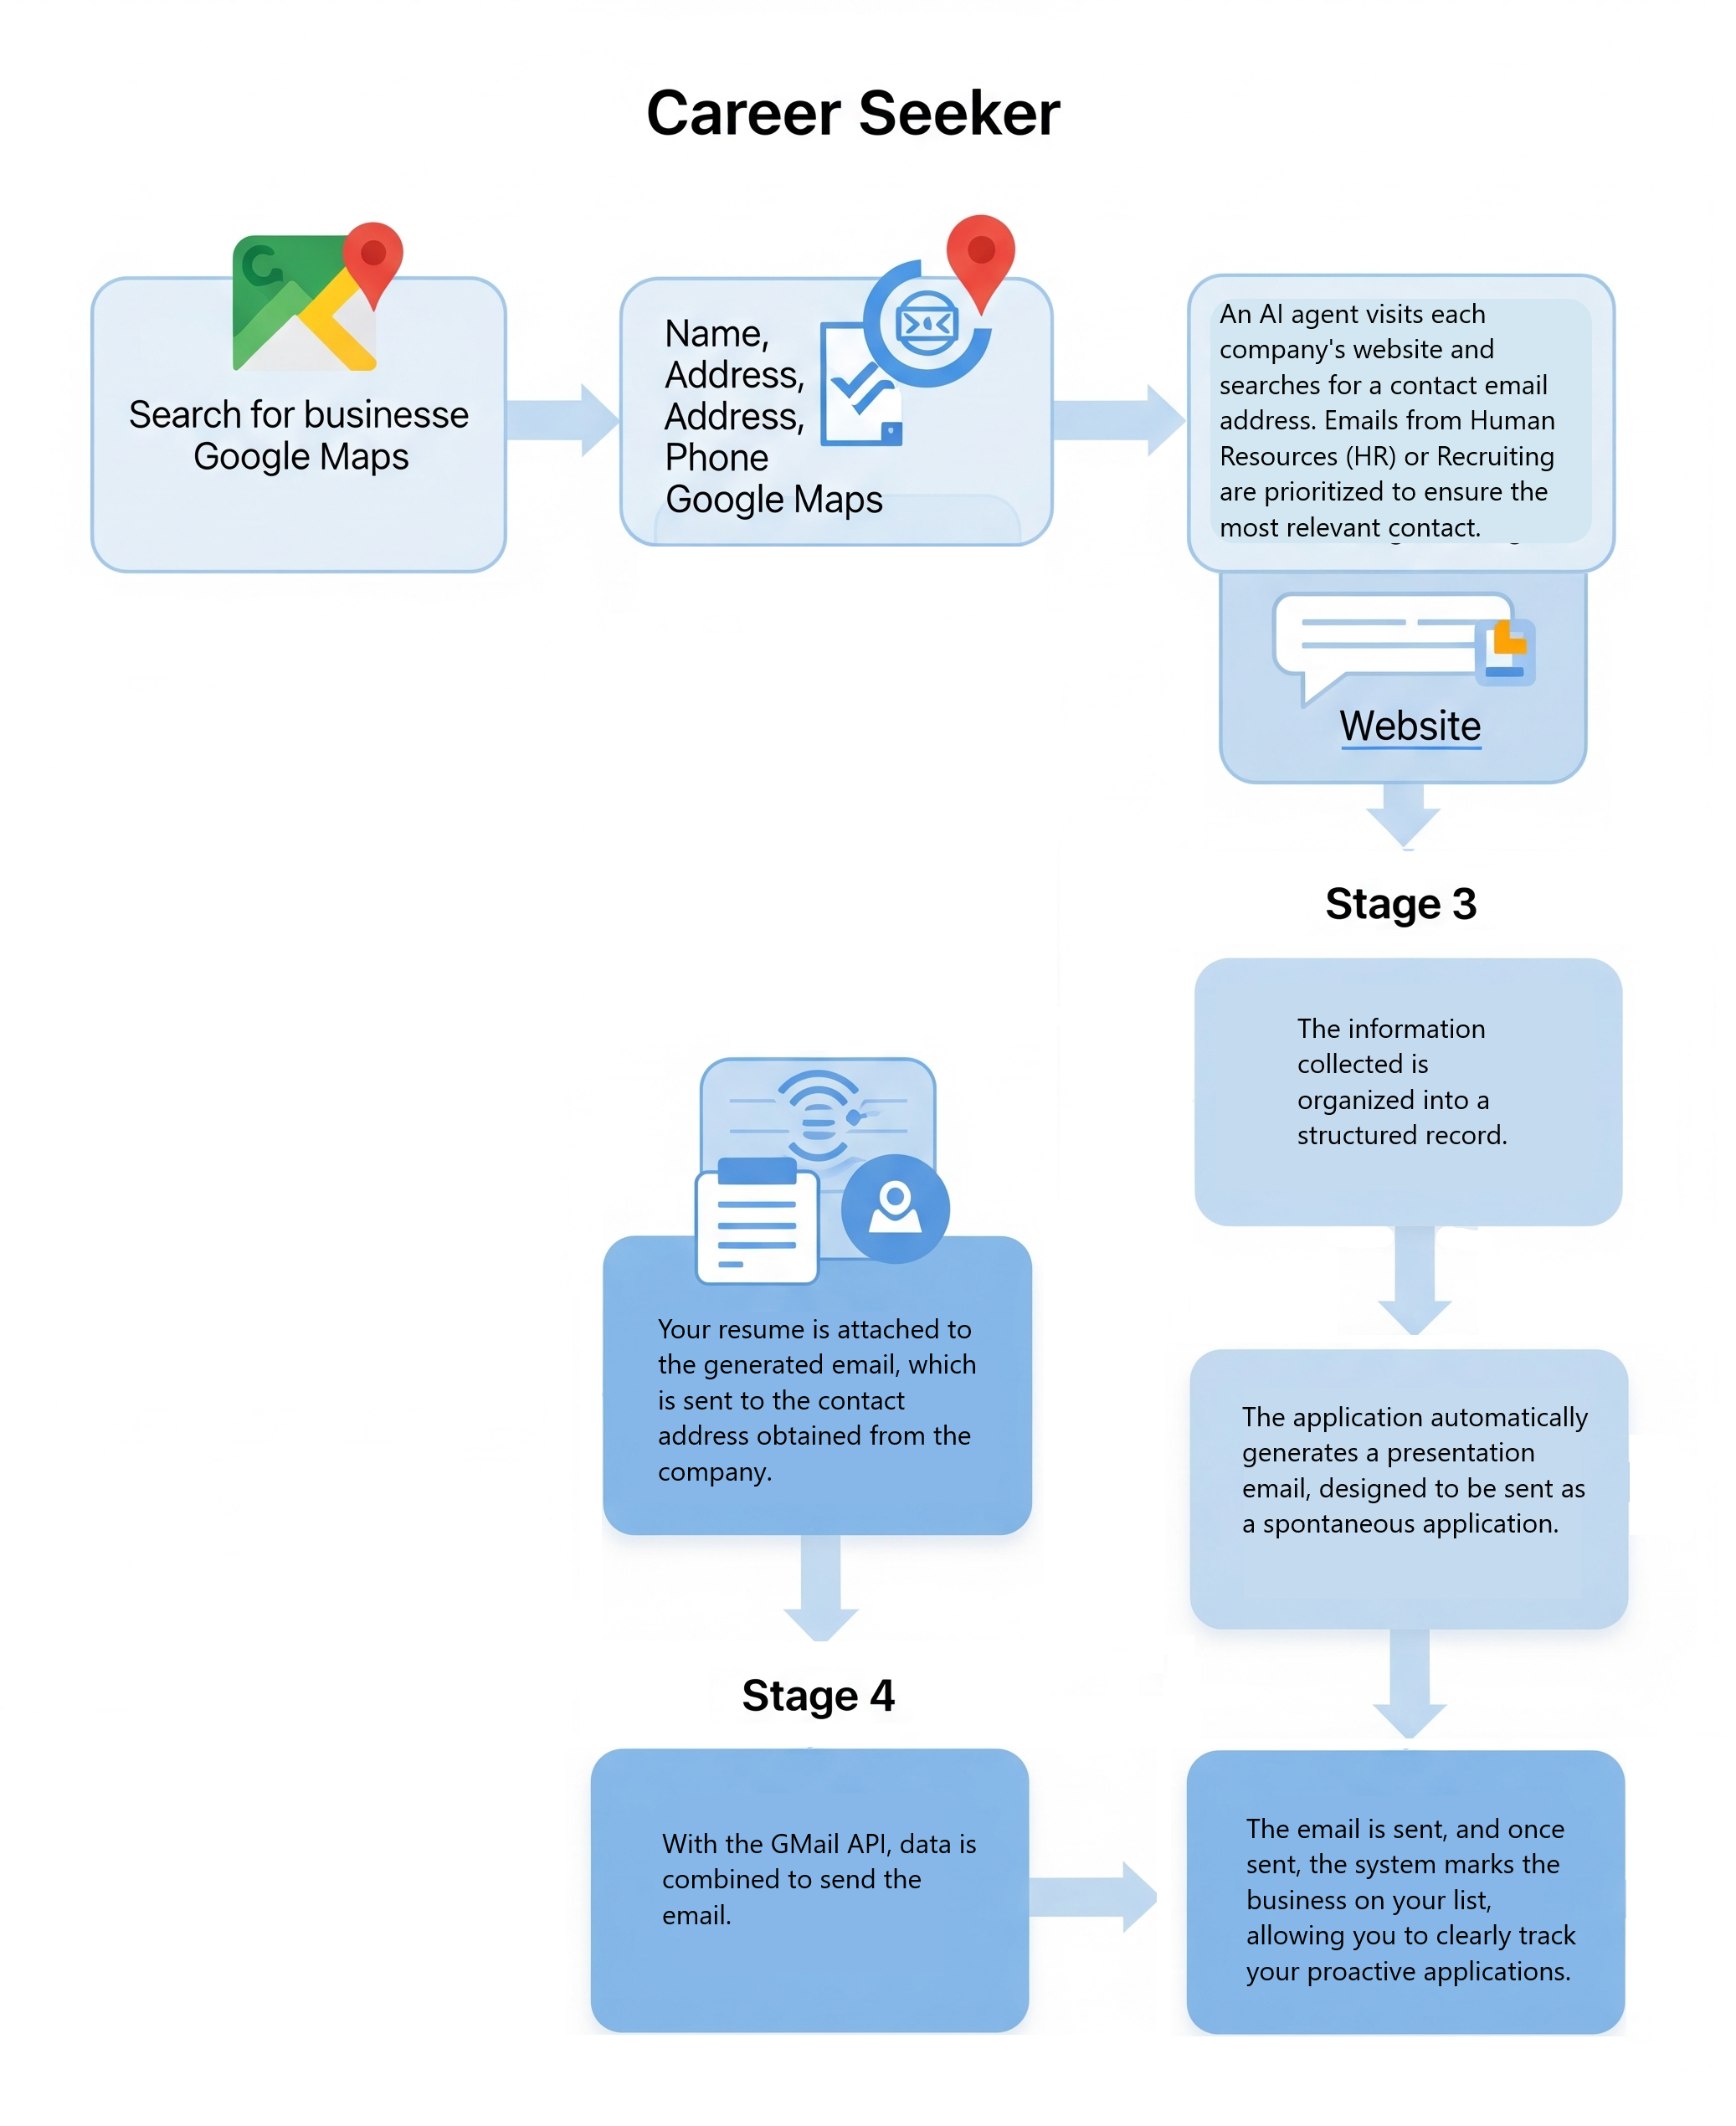 Career Seeker
Search for businesse
Google Maps
Name,
Address,
Address,
Phone
Google Maps
An AI agent visits each
company's website and
searches for a contact email
address. Emails from Human
Resources (HR) or Recruiting
are prioritized to ensure the
most relevant contact.
Website
Stage 3
The information
collected is
organized into a
structured record.
The application automatically
generates a presentation
email, designed to be sent as
a spontaneous application.
Your resume is attached to
the generated email, which
is sent to the contact
address obtained from the
company.
Stage 4
With the GMail API, data is
combined to send the
email.
The email is sent, and once
sent, the system marks the
business on your list,
allowing you to clearly track
your proactive applications.